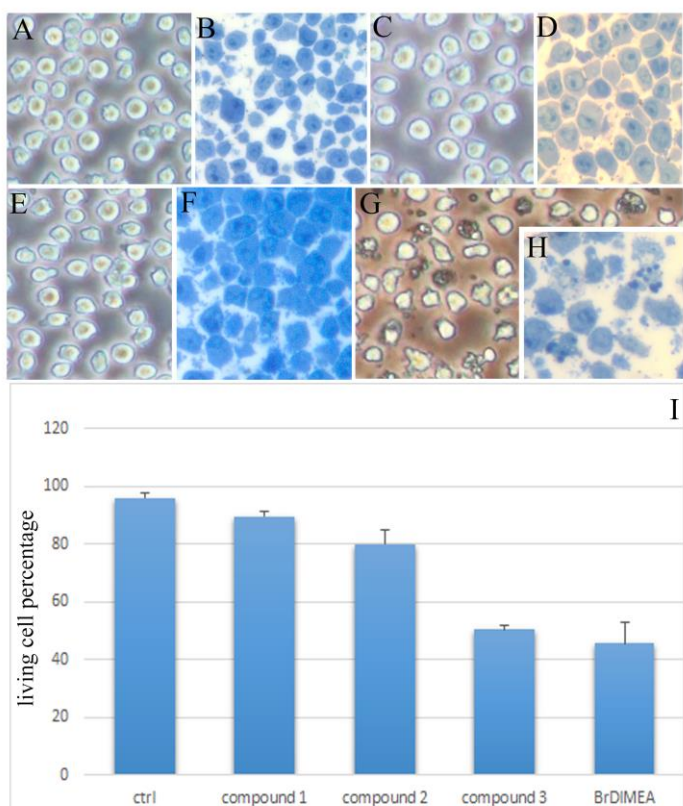 A
B
C
D
E
F
G
H
I
living cell percentage
120
100
80
60
40
20
0
ctrl compound 1 compound 2 compound 3 BrDIMEA